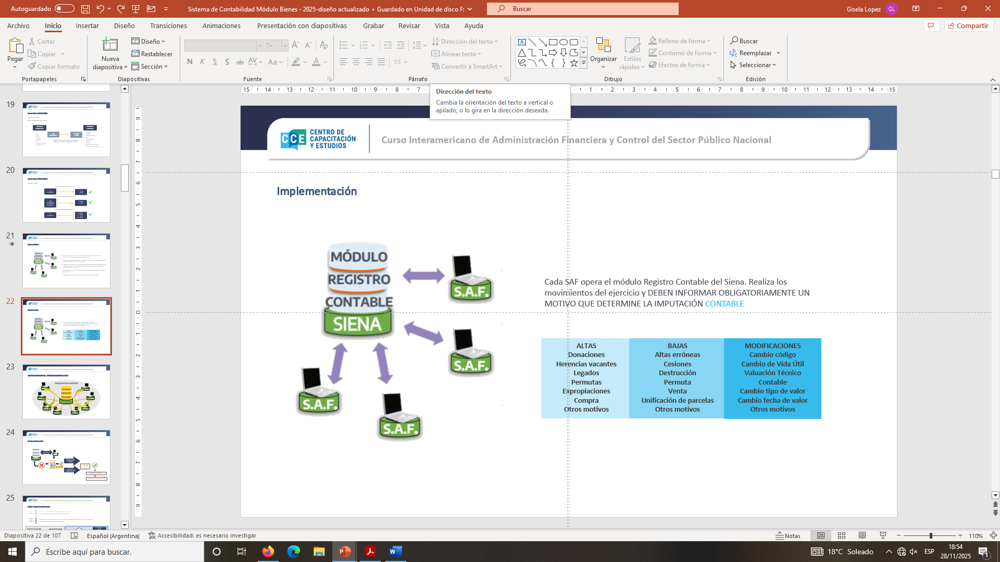 Autoguardado
Sistema de Contabilidad Módulo Bienes - 2025-diseño actualizado • Guardado en Unidad de disco F:
Buscar
Gisela Lopez
GL
Archivo
Inicio
Insertar
Diseño
Transiciones
Animaciones
Presentación con diapositivas
Grabar
Revisar
Vista
Ayuda
Compartir
Pegar
Cortar
Copiar
Copiar formato
Portapapeles
Nueva
diapositiva
Diseño
Restablecer
Sección
Diapositivas
7+
N K S S ab AV Aa A
Fuente
Dirección del texto
Alinear texto
Convertir a SmartArt
Párrafo
Organizar
Estilos
rápidos
Relleno de forma
Contorno de forma
Efectos de forma
Dibujo
Buscar
Reemplazar
Seleccionar
Edición
Dirección del texto
Cambia la orientación del texto a vertical o
apilado, o lo gira en la dirección deseada.
19
20
21
22
23
24
25
CCE
CENTRO DE
CAPACITACIÓN
Y ESTUDIOS
Curso Interamericano de Administración Financiera y Control del Sector Público Nacional
Implementación
MÓDULO
REGISTRO
CONTABLE
SIENA
S.A.F.
S.A.F.
S.A.F.
S.A.F.
Cada SAF opera el módulo Registro Contable del Siena. Realiza los
movimientos del ejercicio y DEBEN INFORMAR OBLIGATORIAMENTE UN
MOTIVO QUE DETERMINE LA IMPUTACIÓN CONTABLE
ALTAS
Donaciones
Herencias vacantes
Legados
Permutas
Expropiaciones
Compra
Otros motivos
BAJAS
Altas erróneas
Cesiones
Destrucción
Permuta
Venta
Unificación de parcelas
Otros motivos
MODIFICACIONES
Cambio código
Cambio de Vida Útil
Valuación Técnico
Contable
Cambio tipo de valor
Cambio fecha de valor
Otros motivos
Diapositiva 22 de 107
Español (Argentina)
Accesibilidad: es necesario investigar
Notas
110%
Escribe aquí para buscar.
18°C Soleado
ESP
18:54
28/11/2025
1